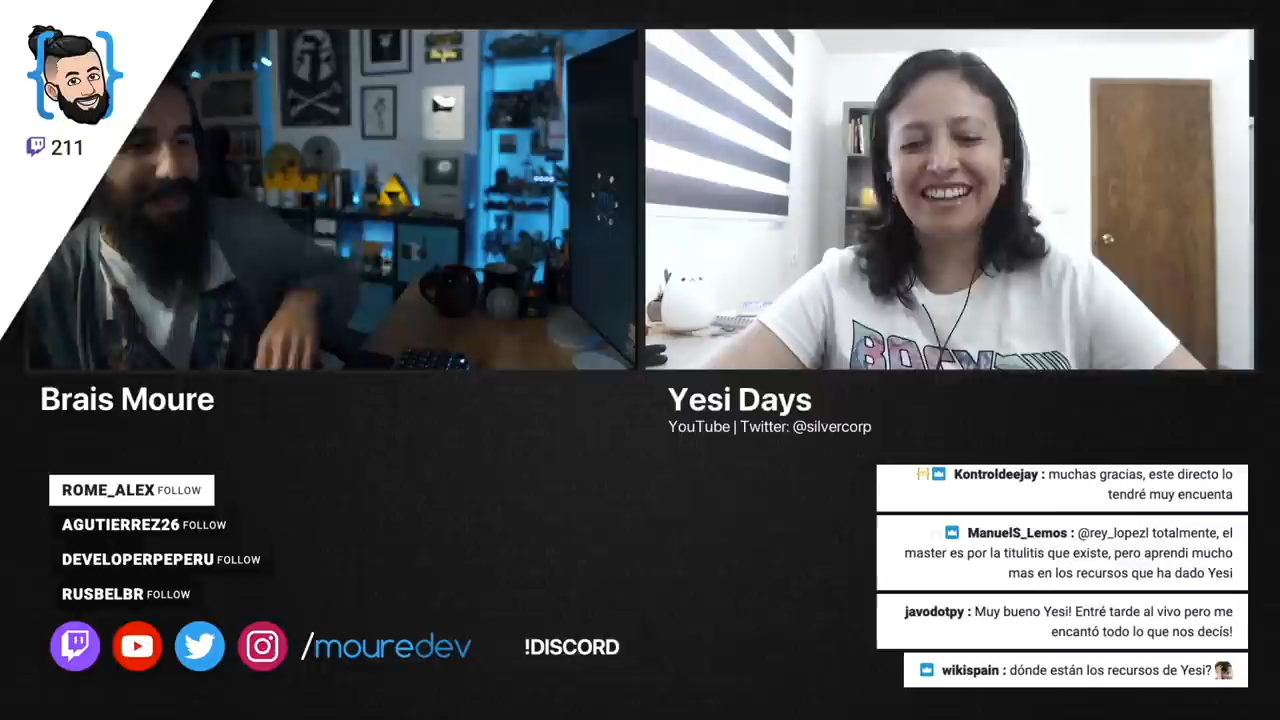 211
Brais Moure
Yesi Days
YouTube | Twitter: @silvercorp
ROME_ALEX FOLLOW
AGUTIERREZ26 FOLLOW
DEVELOPERPEPERU FOLLOW
RUSBELBR FOLLOW
/mouredev
!DISCORD
Kontroldeejay : muchas gracias, este directo lo
tendré muy encuenta
ManuelS_Lemos : @rey_lopezl totalmente, el
master es por la titulitis que existe, pero aprendi mucho
mas en los recursos que ha dado Yesi
javodotpy : Muy bueno Yesi! Entré tarde al vivo pero me
encantó todo lo que nos decís!
wikispain : dónde están los recursos de Yesi?